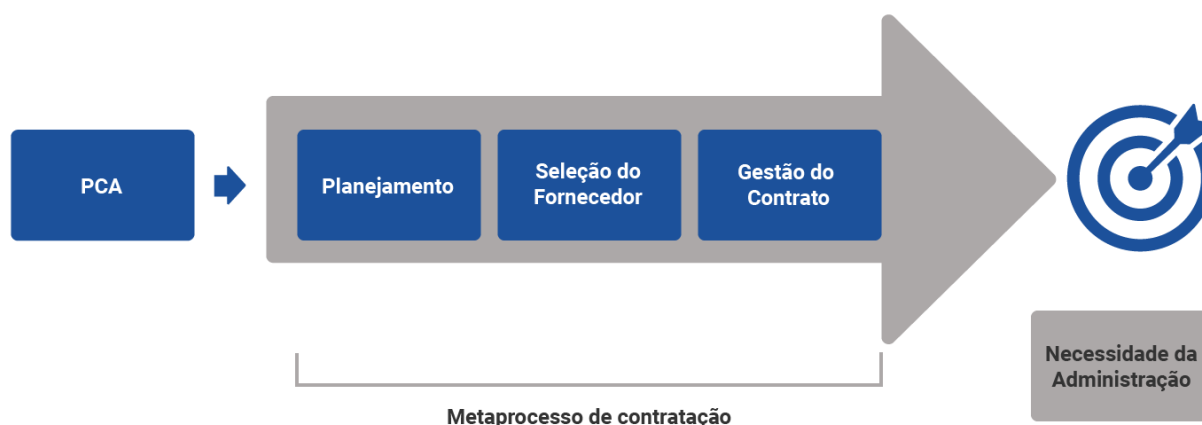 PCA
Planejamento
Seleção do
Fornecedor
Gestão do
Contrato
Necessidade da
Administração
Metaprocesso de contratação